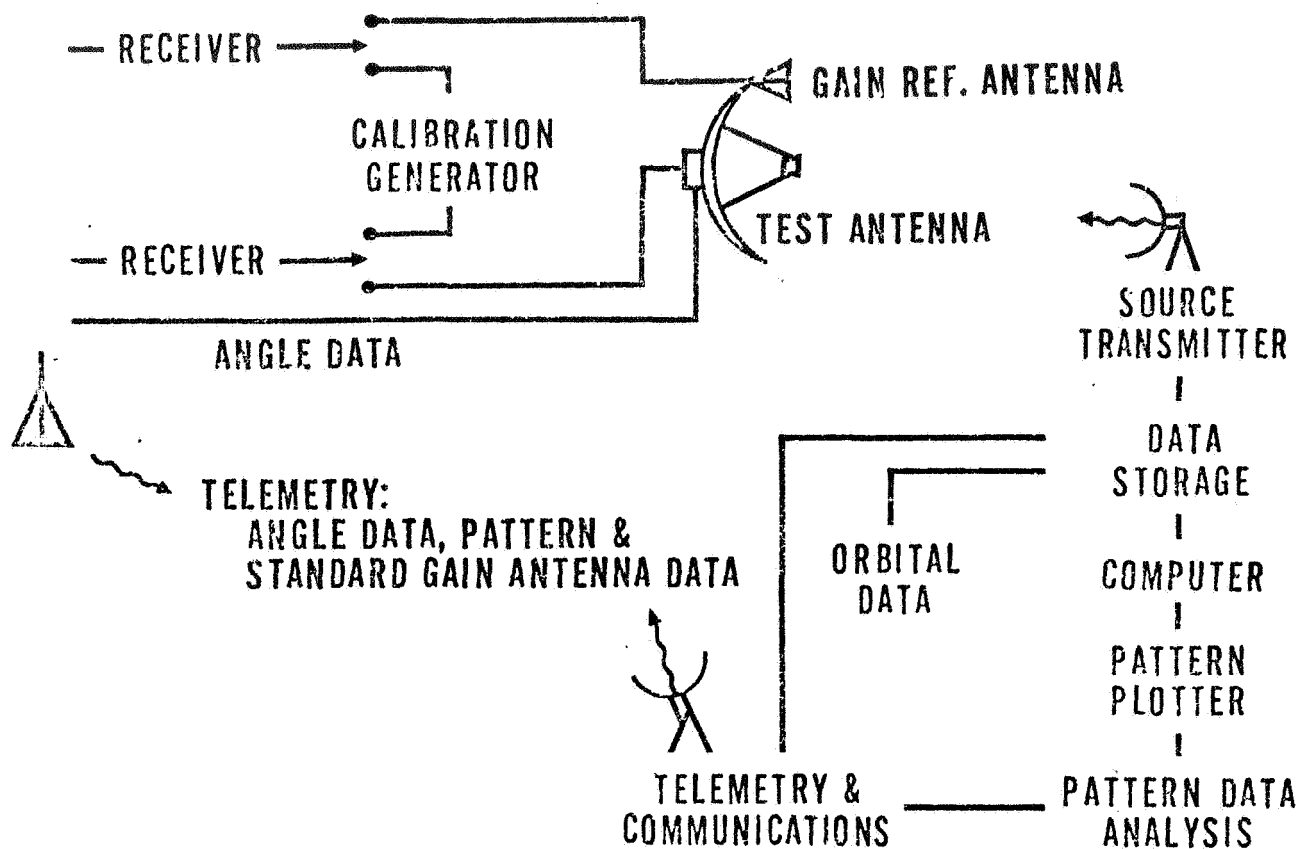 RECEIVER
GAIN REF. ANTENNA
CALIBRATION
GENERATOR
TEST ANTENNA
RECEIVER
SOURCE
TRANSMITTER
ANGLE DATA
DATA
STORAGE
TELEMETRY:
ANGLE DATA, PATTERN &
STANDARD GAIN ANTENNA DATA
ORBITAL
DATA
COMPUTER
PATTERN
PLOTTER
TELEMETRY &
COMMUNICATIONS
PATTERN DATA
ANALYSIS